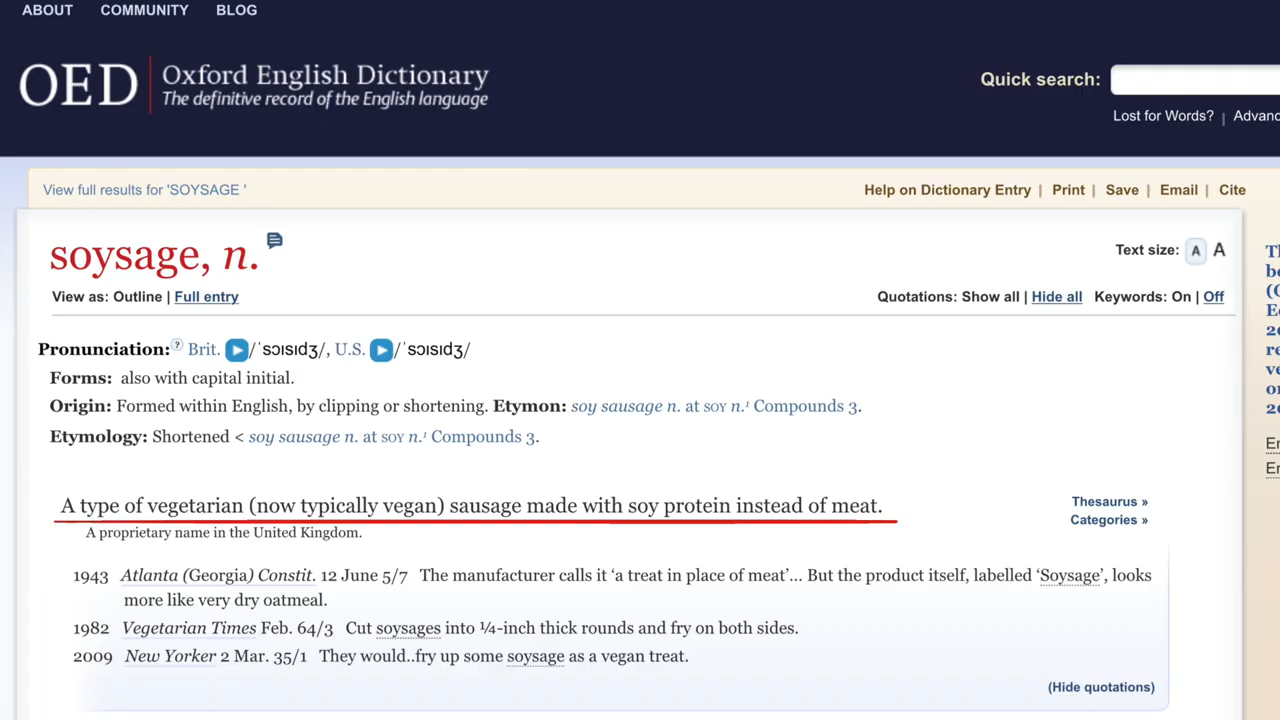 ABOUT COMMUNITY BLOG
OED Oxford English Dictionary
The definitive record of the English language
Quick search:
Lost for Words? |
View full results for 'SOYSAGE '
Help on Dictionary Entry | Print | Save | Email | Cite
soysage, n.
Text size: A A
View as: Outline | Full entry
Quotations: Show all | Hide all Keywords: On | Off
Pronunciation: ? Brit. /ˈsɔɪsɪdʒ/, U.S. /ˈsɔɪsɪdʒ/
Forms: also with capital initial.
Origin: Formed within English, by clipping or shortening. Etymon: soy sausage n. at SOY n.¹ Compounds 3.
Etymology: Shortened < soy sausage n. at SOY n.¹ Compounds 3.
A type of vegetarian (now typically vegan) sausage made with soy protein instead of meat.
A proprietary name in the United Kingdom.
Thesaurus »
Categories »
1943 Atlanta (Georgia) Constit. 12 June 5/7 The manufacturer calls it ‘a treat in place of meat’... But the product itself, labelled ‘Soysage’, looks
more like very dry oatmeal.
1982 Vegetarian Times Feb. 64/3 Cut soysages into ¼-inch thick rounds and fry on both sides.
2009 New Yorker 2 Mar. 35/1 They would..fry up some soysage as a vegan treat.
(Hide quotations)